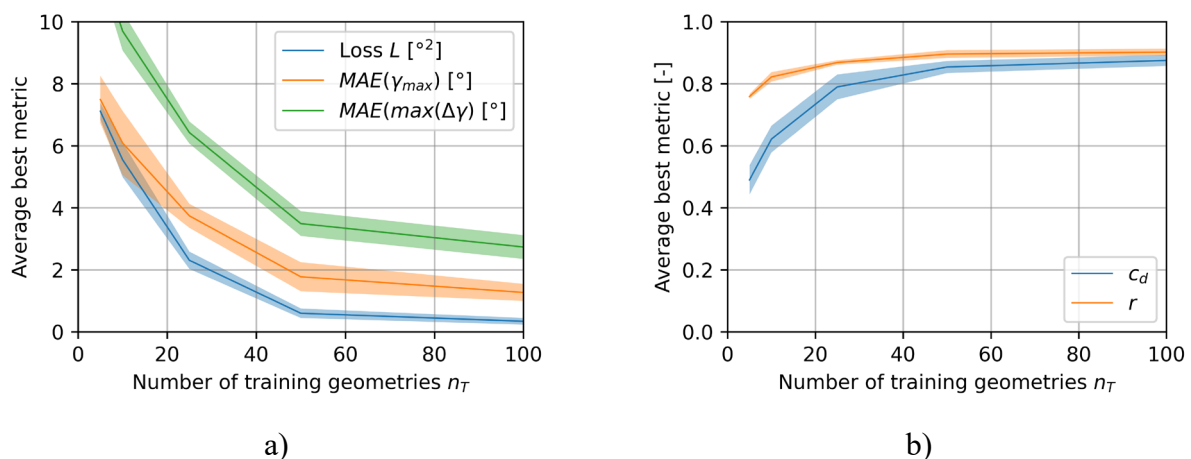 10
8
6
4
2
0
Average best metric
Loss L [°²]
MAE(γmax) [°]
MAE(max(Δγ) [°]
0 20 40 60 80 100
Number of training geometries nT
a)
1.0
0.8
0.6
0.4
0.2
0.0
Average best metric [-]
cd
r
0 20 40 60 80 100
Number of training geometries nT
b)